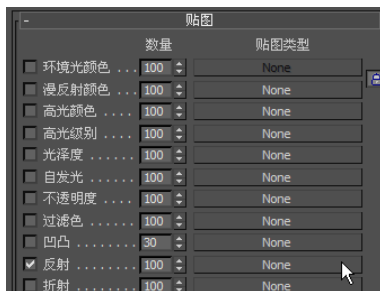 - 贴图
数量 贴图类型
环境光颜色 ... 100 None
漫反射颜色 ... 100 None
高光颜色 .... 100 None
高光级别 .... 100 None
光泽度 ...... 100 None
自发光 ...... 100 None
不透明度 .... 100 None
过滤色 ...... 100 None
凹凸 ........ 30 None
反射 ........ 100 None
折射 ........ 100 None